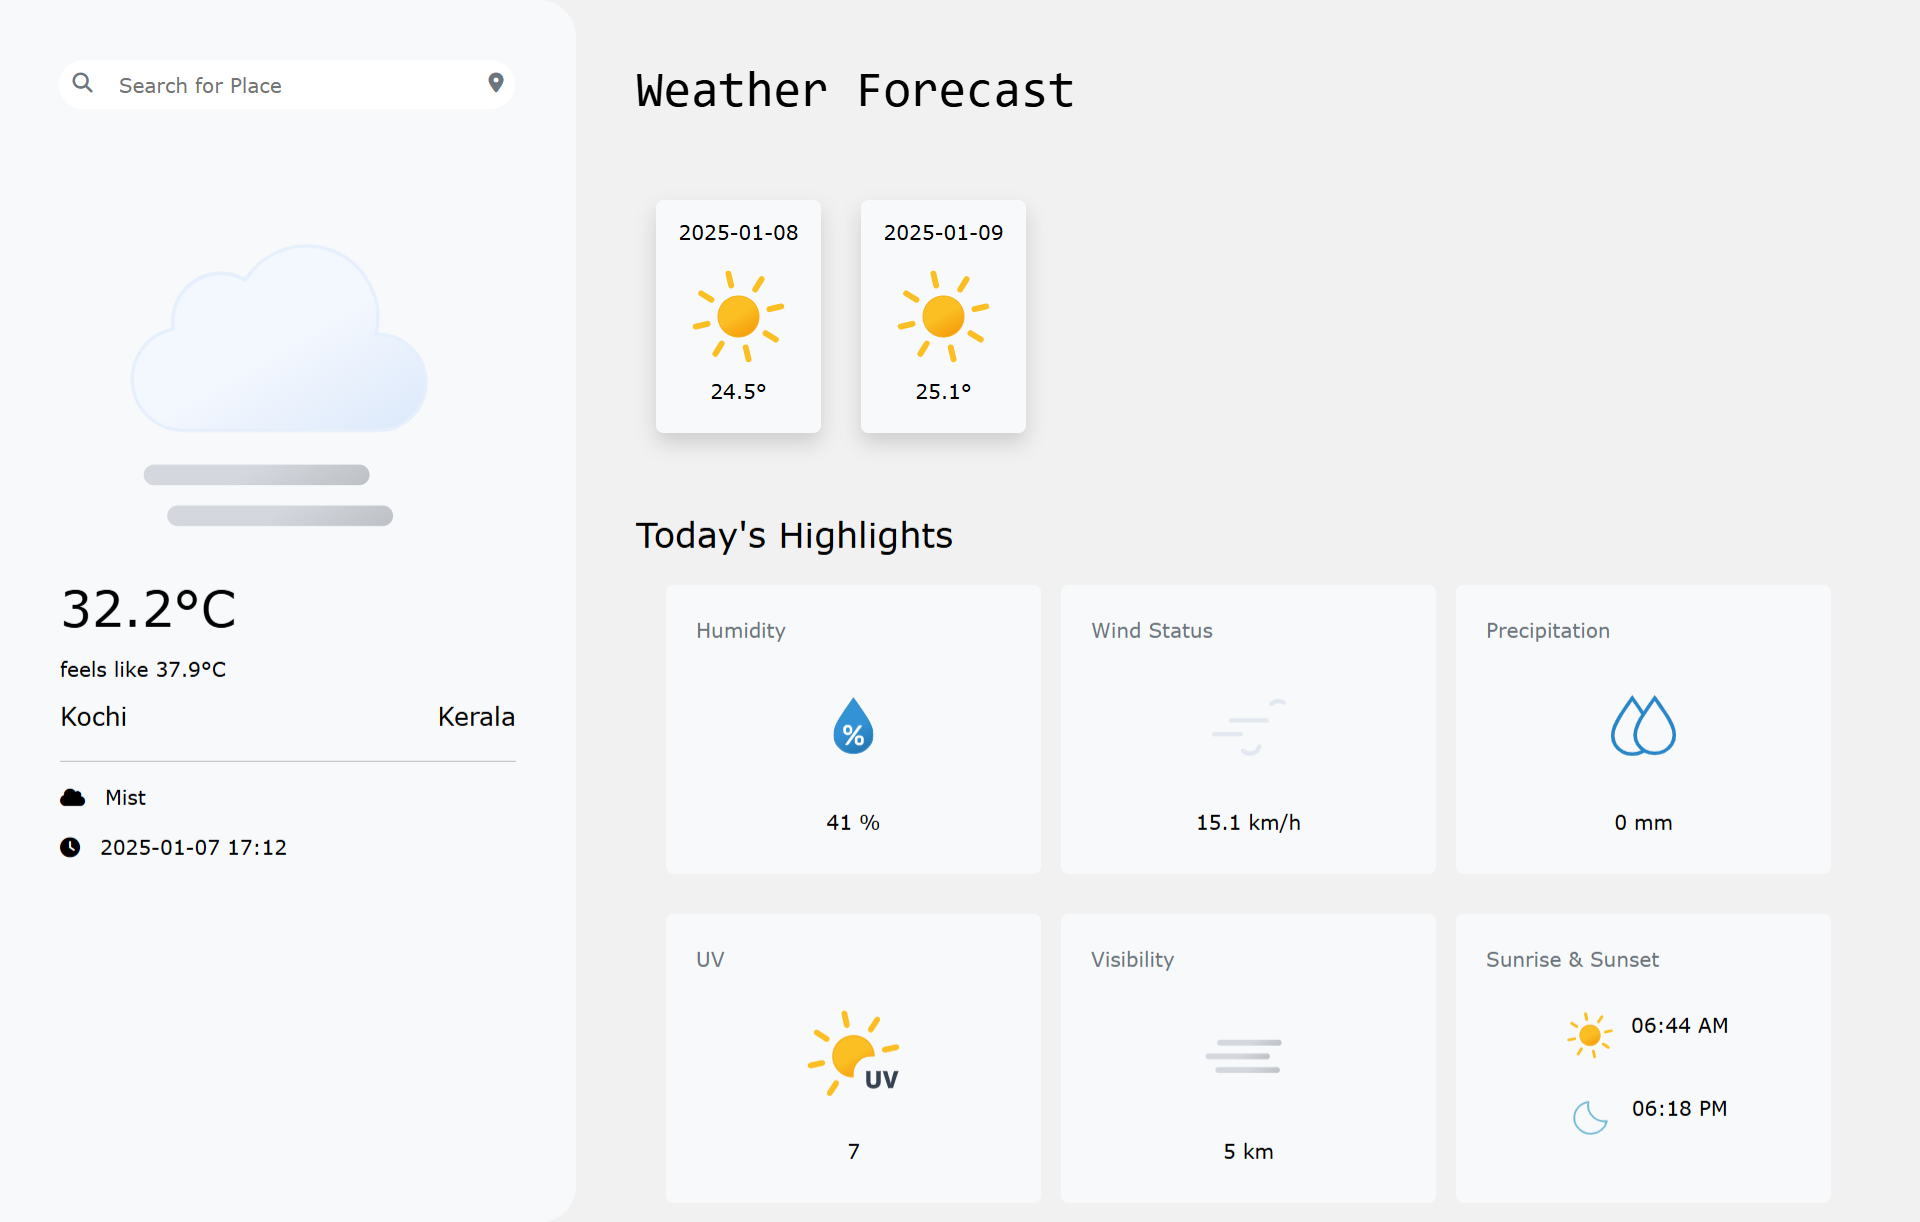 Search for Place
32.2°C
feels like 37.9°C
Kochi Kerala
Mist
2025-01-07 17:12
Weather Forecast
2025-01-08 2025-01-09
24.5° 25.1°
Today's Highlights
Humidity Wind Status Precipitation
%
41 % 15.1 km/h 0 mm
UV Visibility Sunrise & Sunset
06:44 AM
UV
06:18 PM
7 5 km